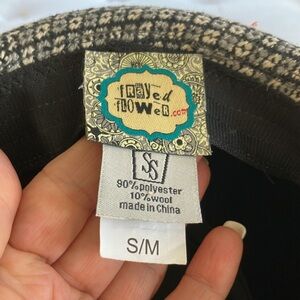 fRAYed
fLOWeR.com
SS
90%polyester
10%wool
made in China
S/M